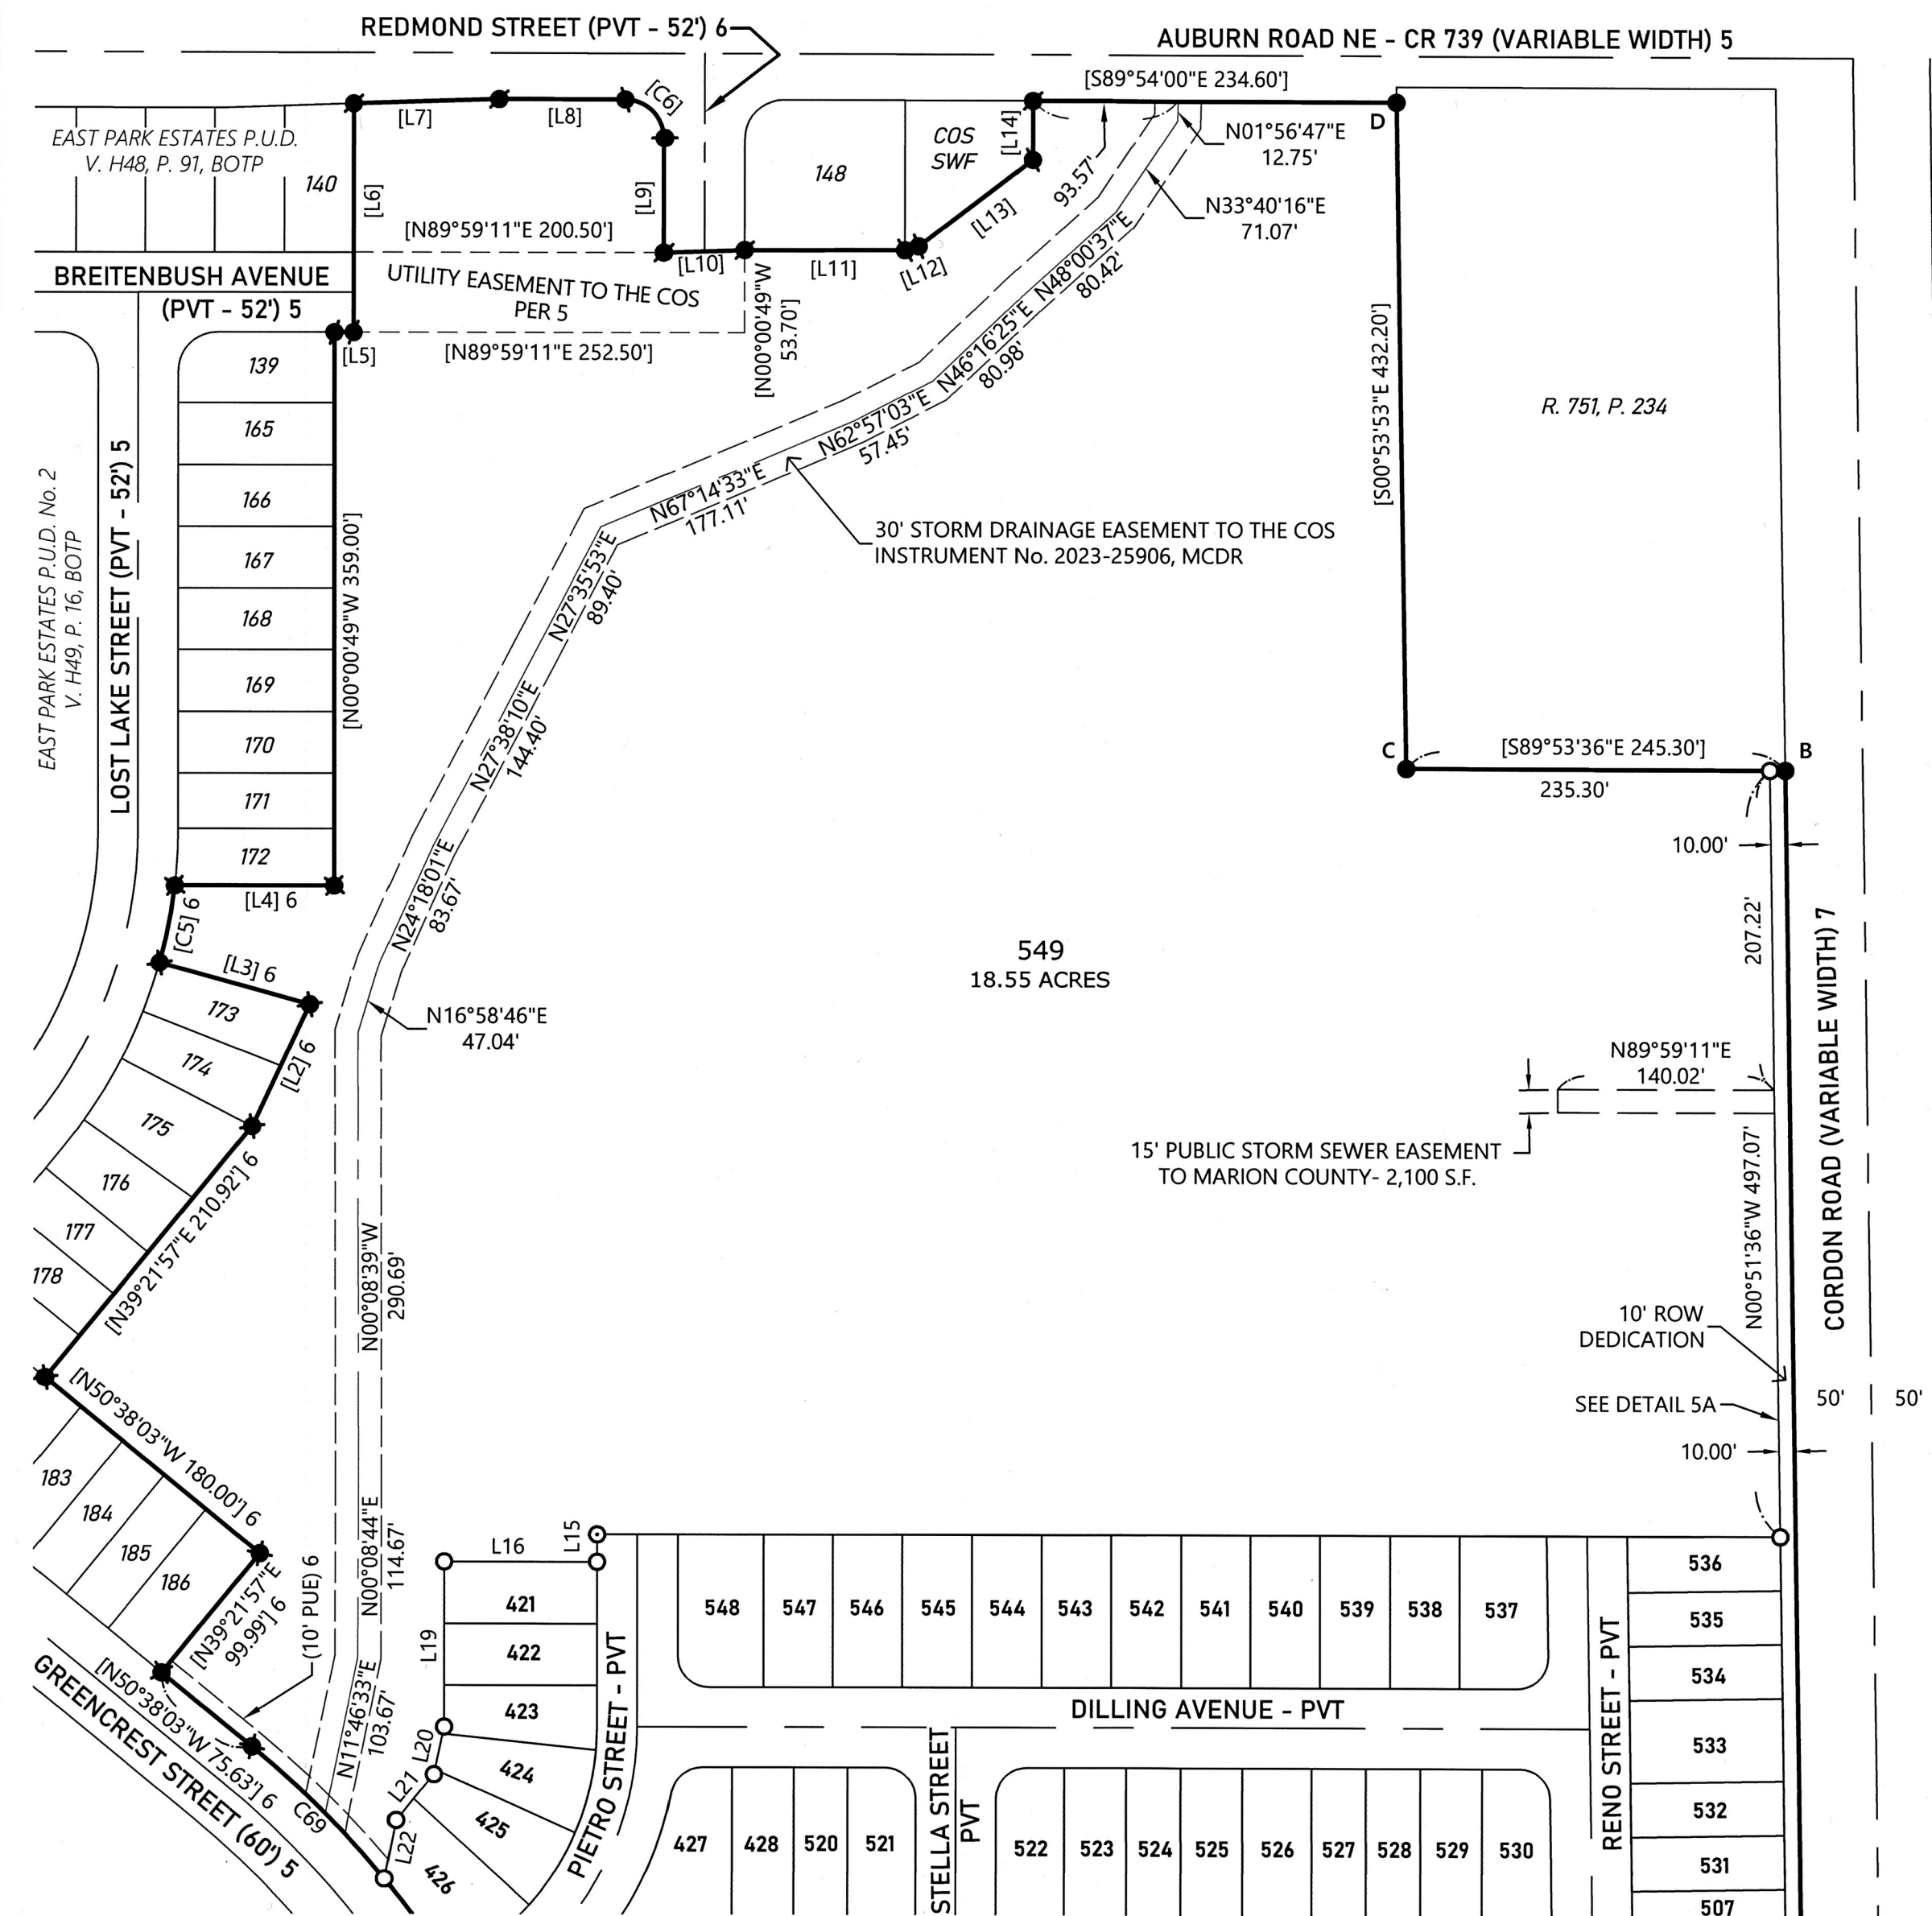 REDMOND STREET (PVT - 52') 6
AUBURN ROAD NE - CR 739 (VARIABLE WIDTH) 5
[S89°54'00"E 234.60']
[C6]
[L7]
[L8]
EAST PARK ESTATES P.U.D.
V. H48, P. 91, BOTP
140
[L6]
[L9]
148
COS
SWF
[L14]
D
N01°56'47"E
12.75'
93.57'
N33°40'16"E
71.07'
[L13]
[N89°59'11"E 200.50']
[L10]
[L11]
[L12]
N48°00'37"E
80.42'
BREITENBUSH AVENUE
(PVT - 52') 5
UTILITY EASEMENT TO THE COS
PER 5
[N00°00'49"W
53.70']
[L5]
[N89°59'11"E 252.50']
N46°16'25"E
80.98'
[S00°53'53"E 432.20']
R. 751, P. 234
139
165
166
167
168
169
170
171
172
LOST LAKE STREET (PVT - 52') 5
EAST PARK ESTATES P.U.D. No. 2
V. H49, P. 16, BOTP
[N00°00'49"W 359.00']
N62°57'03"E
57.45'
N67°14'33"E
177.11'
30' STORM DRAINAGE EASEMENT TO THE COS
INSTRUMENT No. 2023-25906, MCDR
N27°35'53"E
89.40'
N27°38'10"E
144.40'
C
[S89°53'36"E 245.30']
B
235.30'
10.00'
N24°18'01"E
83.67'
[L4] 6
[C5] 6
[L3] 6
207.22'
CORDON ROAD (VARIABLE WIDTH) 7
549
18.55 ACRES
N16°58'46"E
47.04'
173
174
[L2] 6
175
176
177
178
N89°59'11"E
140.02'
15' PUBLIC STORM SEWER EASEMENT
TO MARION COUNTY- 2,100 S.F.
N00°51'36"W 497.07'
[N39°21'57"E 210.92'] 6
N00°08'39"W
290.69'
10' ROW
DEDICATION
SEE DETAIL 5A
50'
50'
10.00'
[N50°38'03"W 180.00'] 6
183
184
185
186
N00°08'44"E
114.67'
(10' PUE) 6
[N39°21'57"E
99.99'] 6
L16
L15
L19
421
422
423
424
425
426
L20
L21
L22
548
547
546
545
544
543
542
541
540
539
538
537
536
535
534
533
532
531
507
PIETRO STREET - PVT
DILLING AVENUE - PVT
RENO STREET - PVT
STELLA STREET
PVT
N11°46'33"E
103.67'
[N50°38'03"W 75.63'] 6
C69
GREENCREST STREET (60') 5
427
428
520
521
522
523
524
525
526
527
528
529
530